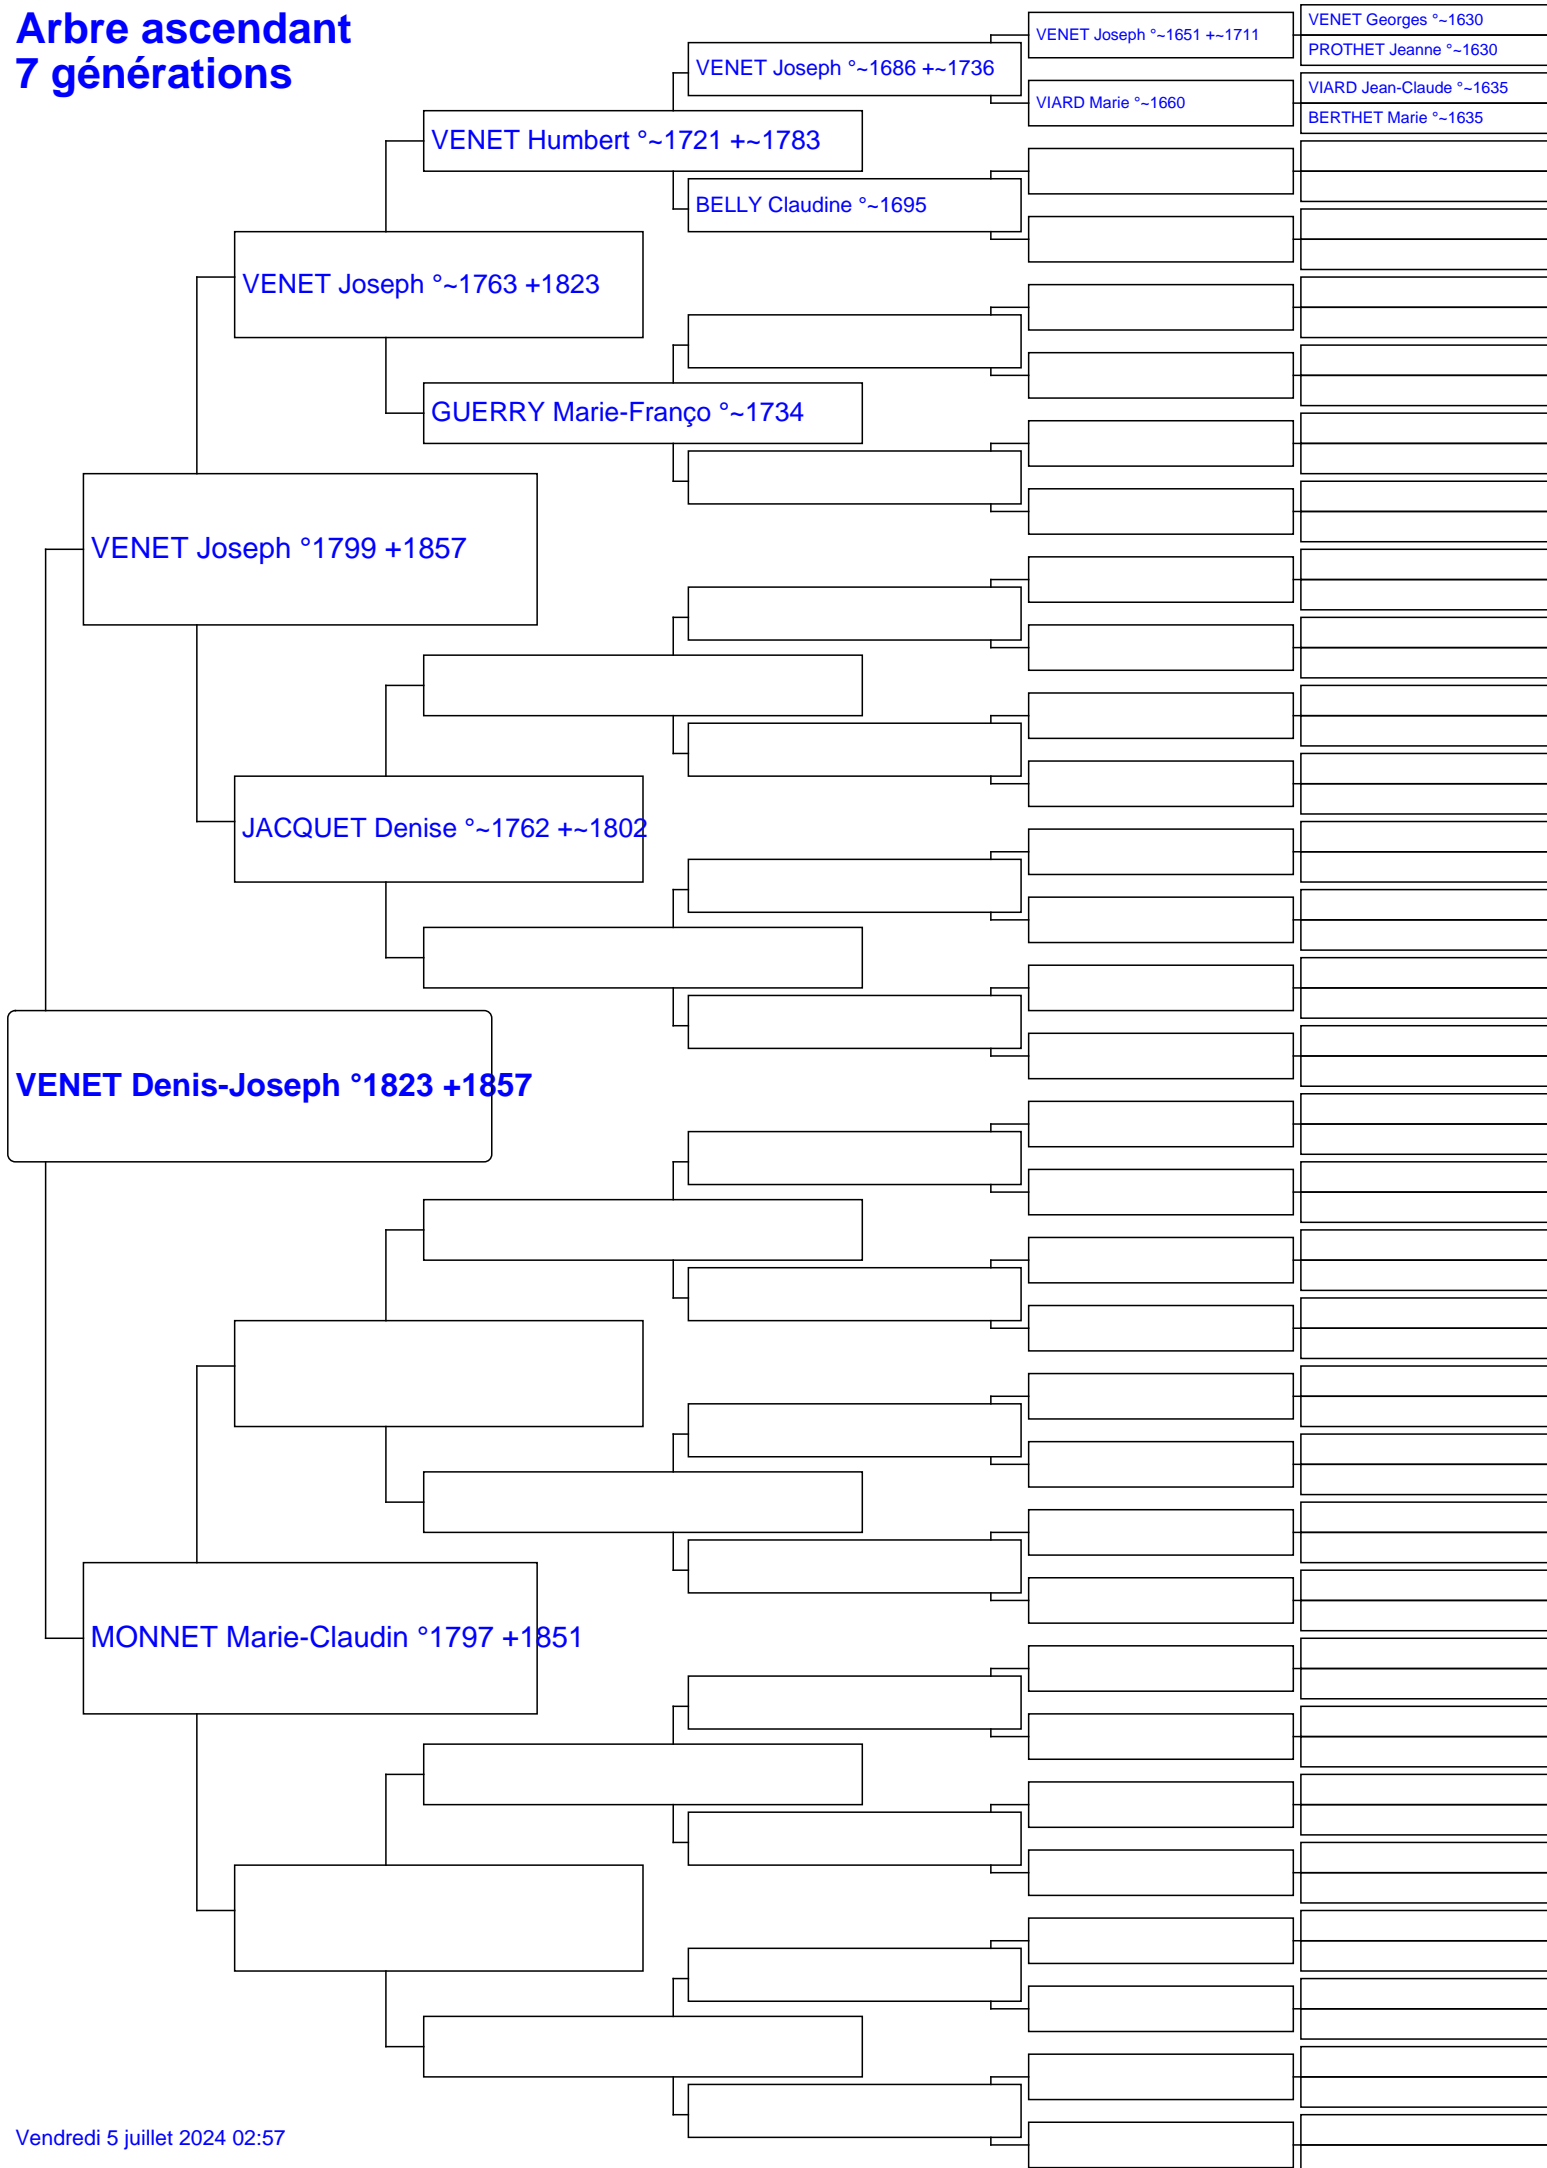 Arbre ascendant
7 générations
VENET Georges °~1630
VENET Joseph °~1651 +~1711
PROTHET Jeanne °~1630
VENET Joseph °~1686 +~1736
VIARD Jean-Claude °~1635
VIARD Marie °~1660
BERTHET Marie °~1635
VENET Humbert °~1721 +~1783
BELLY Claudine °~1695
VENET Joseph °~1763 +1823
GUERRY Marie-Franço °~1734
VENET Joseph °1799 +1857
JACQUET Denise °~1762 +~1802
VENET Denis-Joseph °1823 +1857
MONNET Marie-Claudin °1797 +1851
Vendredi 5 juillet 2024 02:57